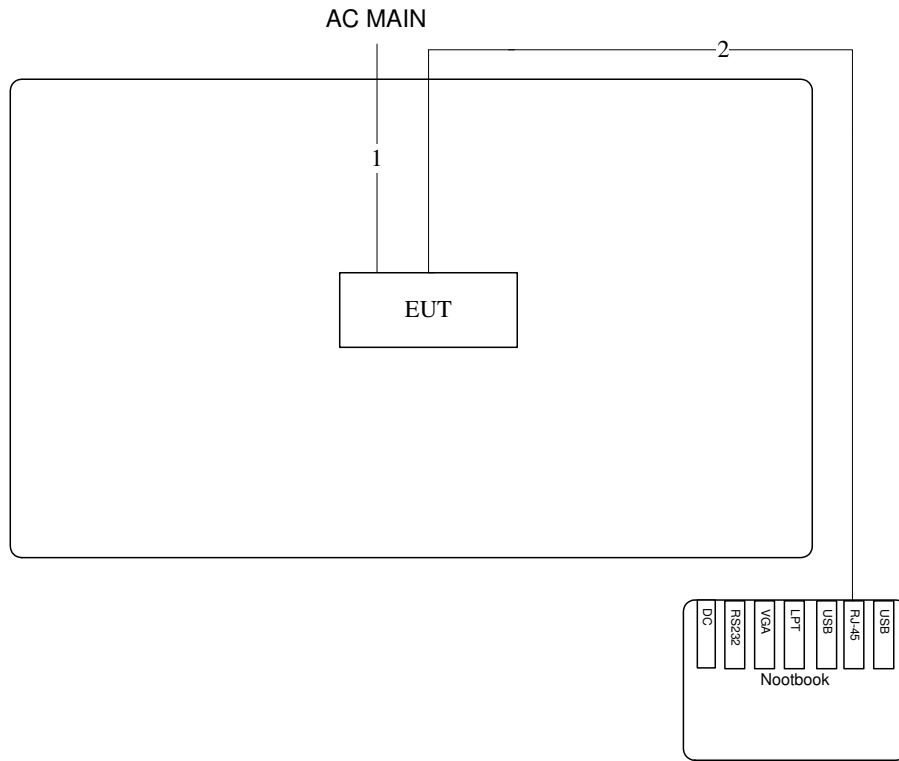 AC MAIN
2
1
EUT
DC
RS232
VGA
LPT
USB
RJ-45
USB
Nootbook